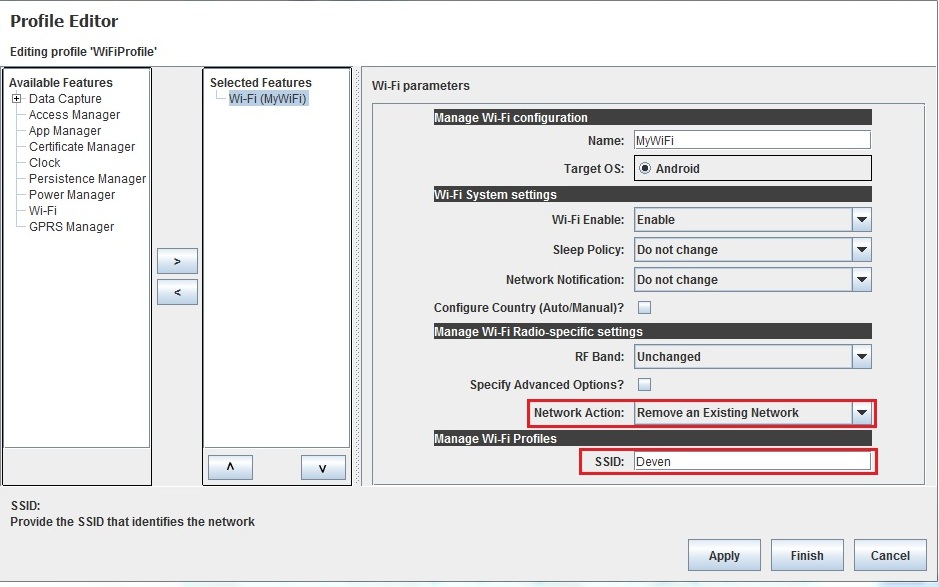 Profile Editor
Editing profile 'WiFiProfile'
Available Features
Data Capture
Access Manager
App Manager
Certificate Manager
Clock
Persistence Manager
Power Manager
Wi-Fi
GPRS Manager
>
<
Selected Features
Wi-Fi (MyWiFi)
^
v
Wi-Fi parameters
Manage Wi-Fi configuration
Name: MyWiFi
Target OS: Android
Wi-Fi System settings
Wi-Fi Enable: Enable
Sleep Policy: Do not change
Network Notification: Do not change
Configure Country (Auto/Manual)?
Manage Wi-Fi Radio-specific settings
RF Band: Unchanged
Specify Advanced Options?
Network Action: Remove an Existing Network
Manage Wi-Fi Profiles
SSID: Deven
SSID:
Provide the SSID that identifies the network
Apply Finish Cancel